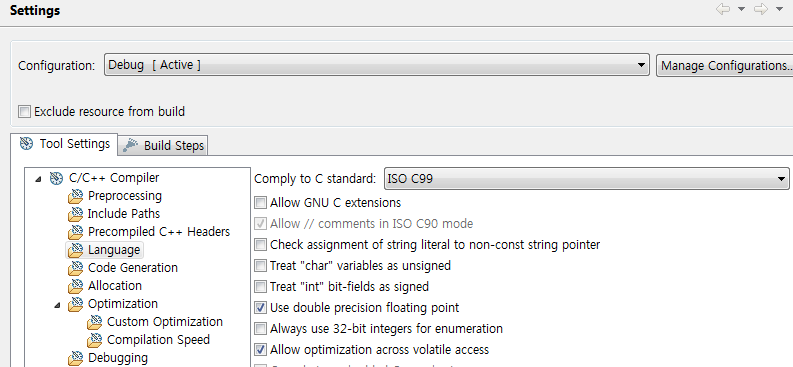 Settings
Configuration: Debug [ Active ] Manage Configurations...
Exclude resource from build
Tool Settings Build Steps
C/C++ Compiler
Preprocessing
Include Paths
Precompiled C++ Headers
Language
Code Generation
Allocation
Optimization
Custom Optimization
Compilation Speed
Debugging
Comply to C standard: ISO C99
Allow GNU C extensions
Allow // comments in ISO C90 mode
Check assignment of string literal to non-const string pointer
Treat "char" variables as unsigned
Treat "int" bit-fields as signed
Use double precision floating point
Always use 32-bit integers for enumeration
Allow optimization across volatile access